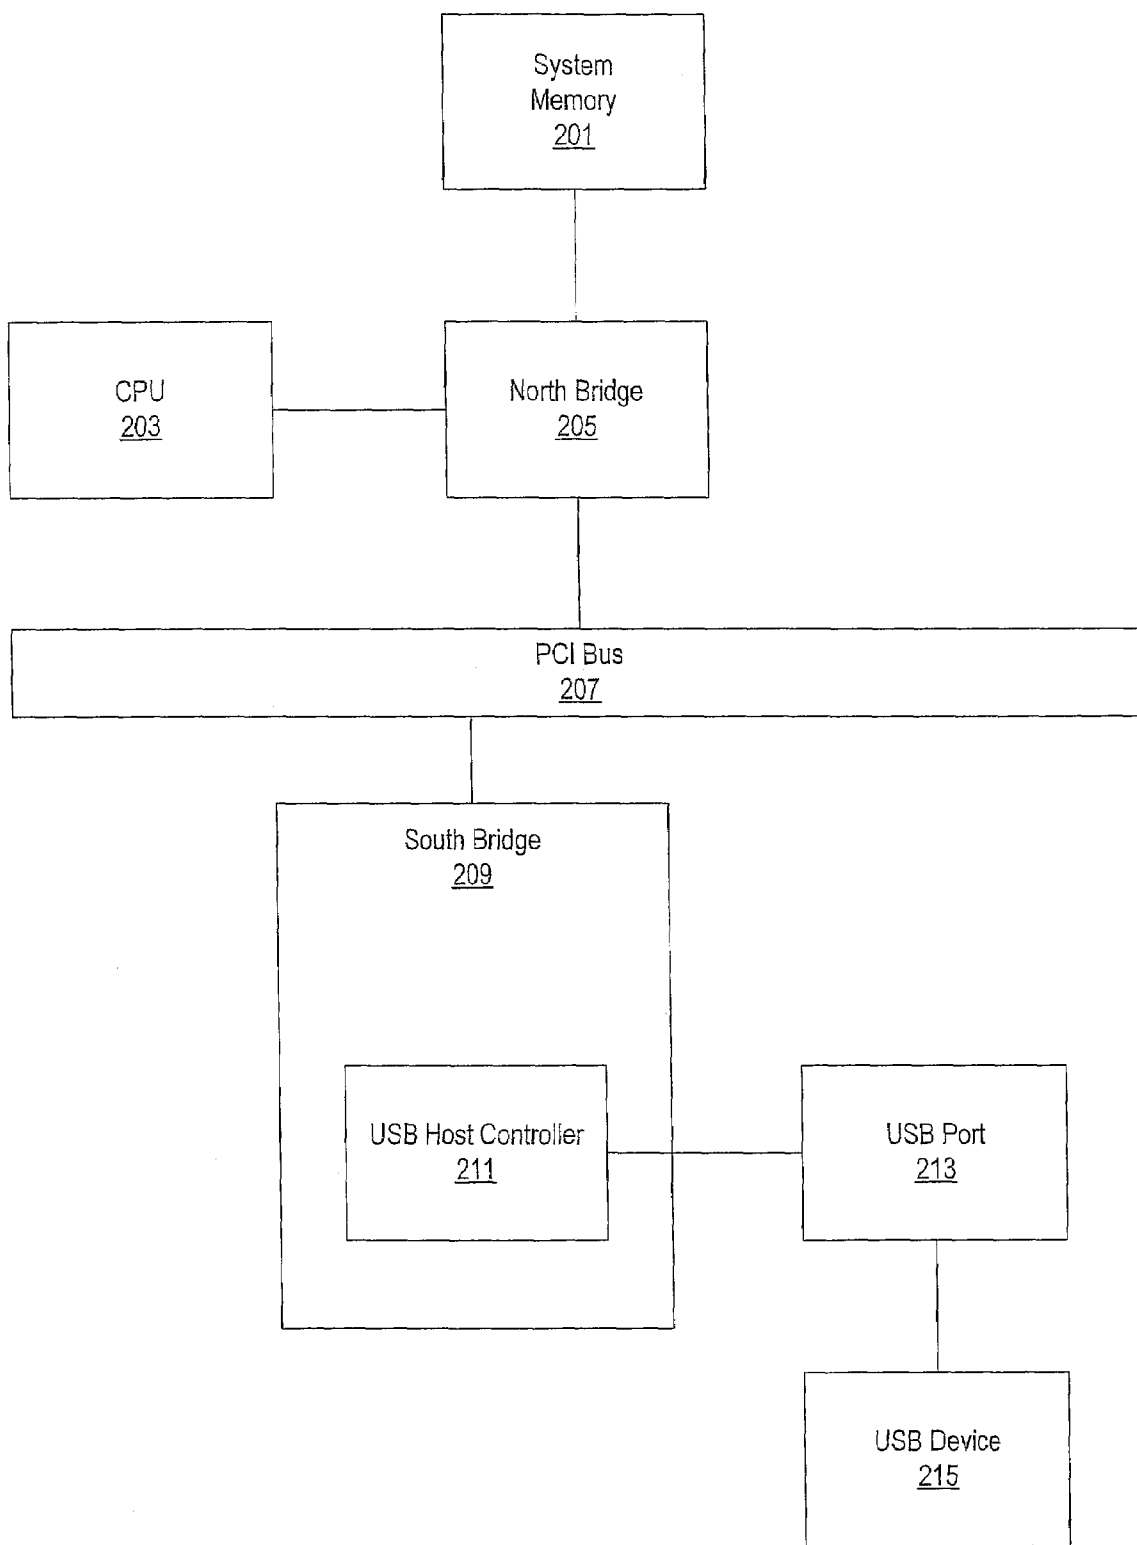 System
Memory
201
CPU
203
North Bridge
205
PCI Bus
207
South Bridge
209
USB Host Controller
211
USB Port
213
USB Device
215